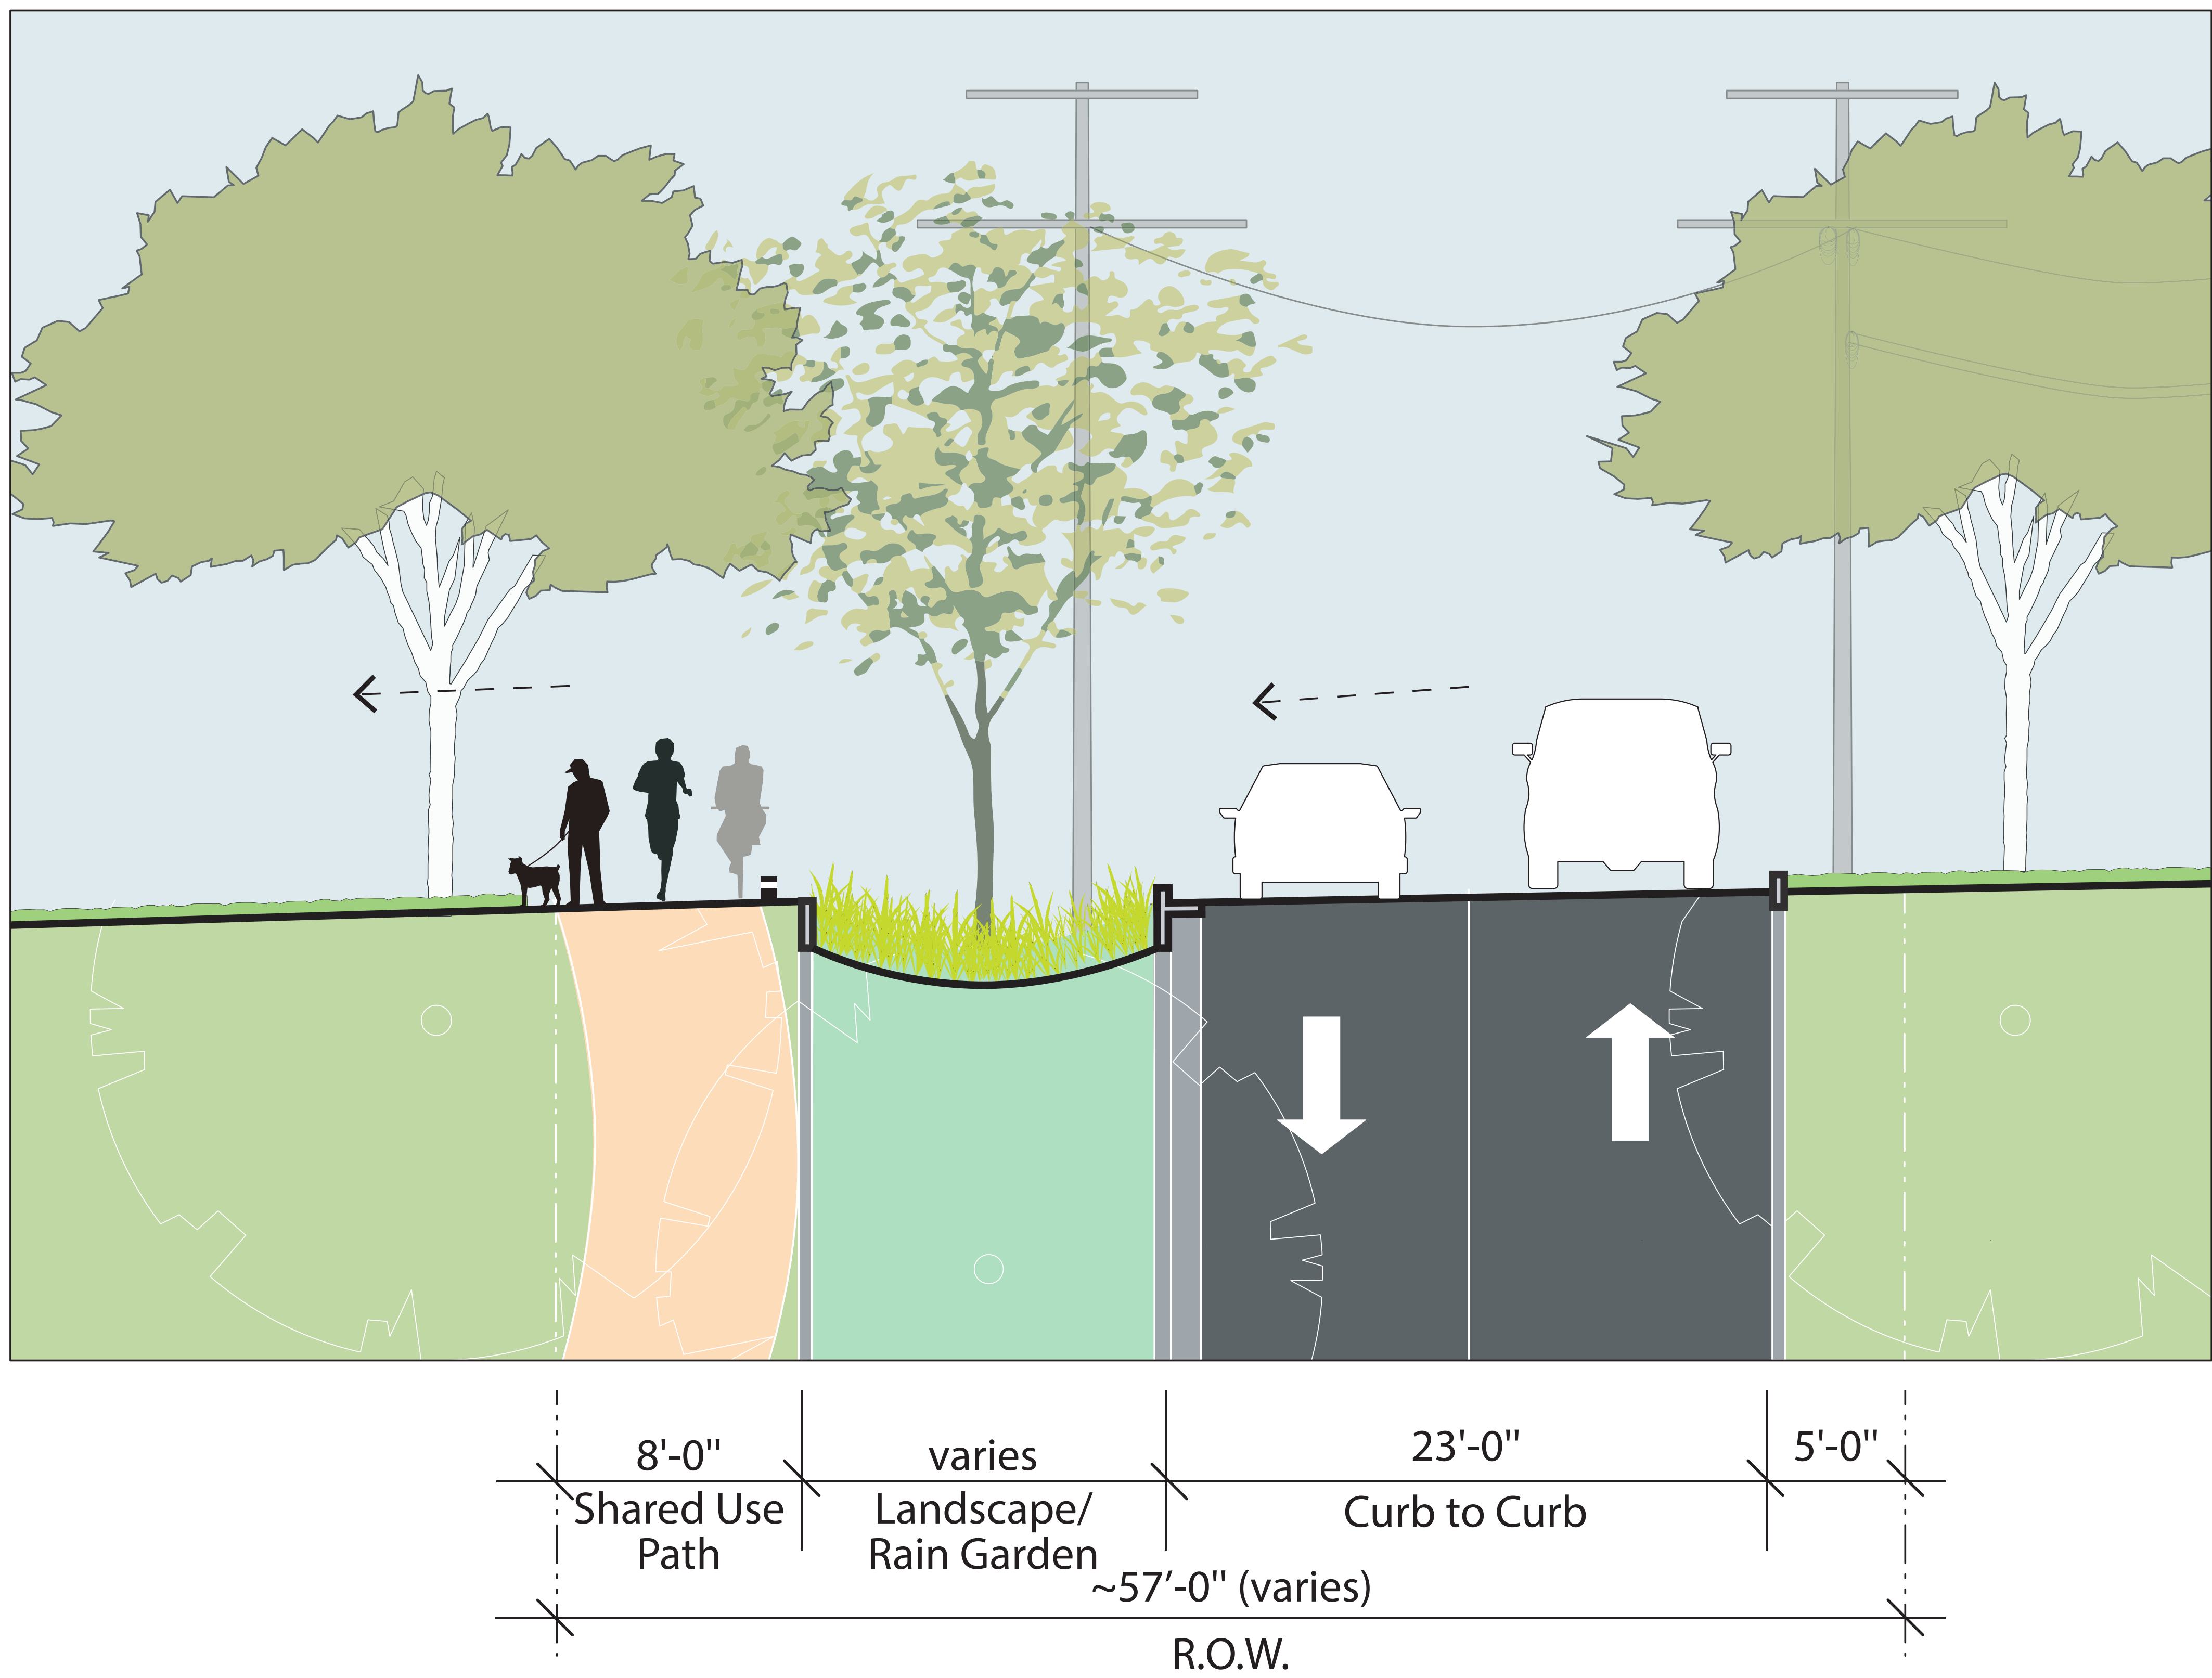 8'-0"
varies
23'-0"
5'-0"
Shared Use
Path
Landscape/
Rain Garden
Curb to Curb
~57’-0" (varies)
R.O.W.